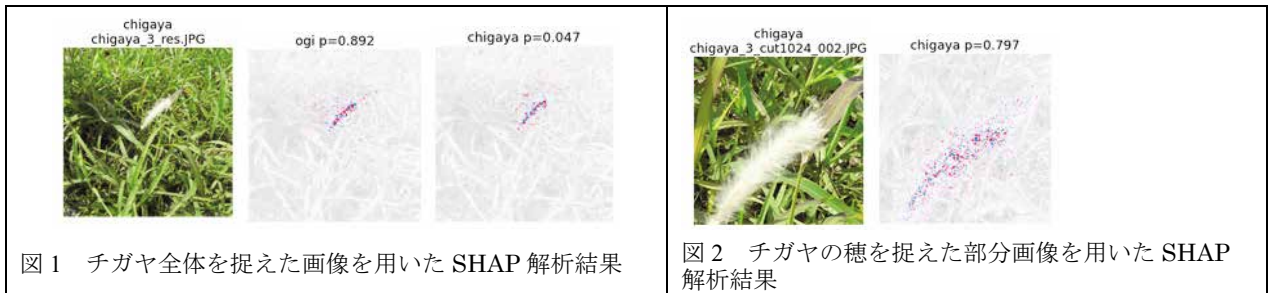 chigaya
chigaya_3_res.JPG
ogi p=0.892
chigaya p=0.047
図 1　チガヤ全体を捉えた画像を用いた SHAP 解析結果
chigaya
chigaya_3_cut1024_002.JPG
chigaya p=0.797
図 2　チガヤの穂を捉えた部分画像を用いた SHAP
解析結果